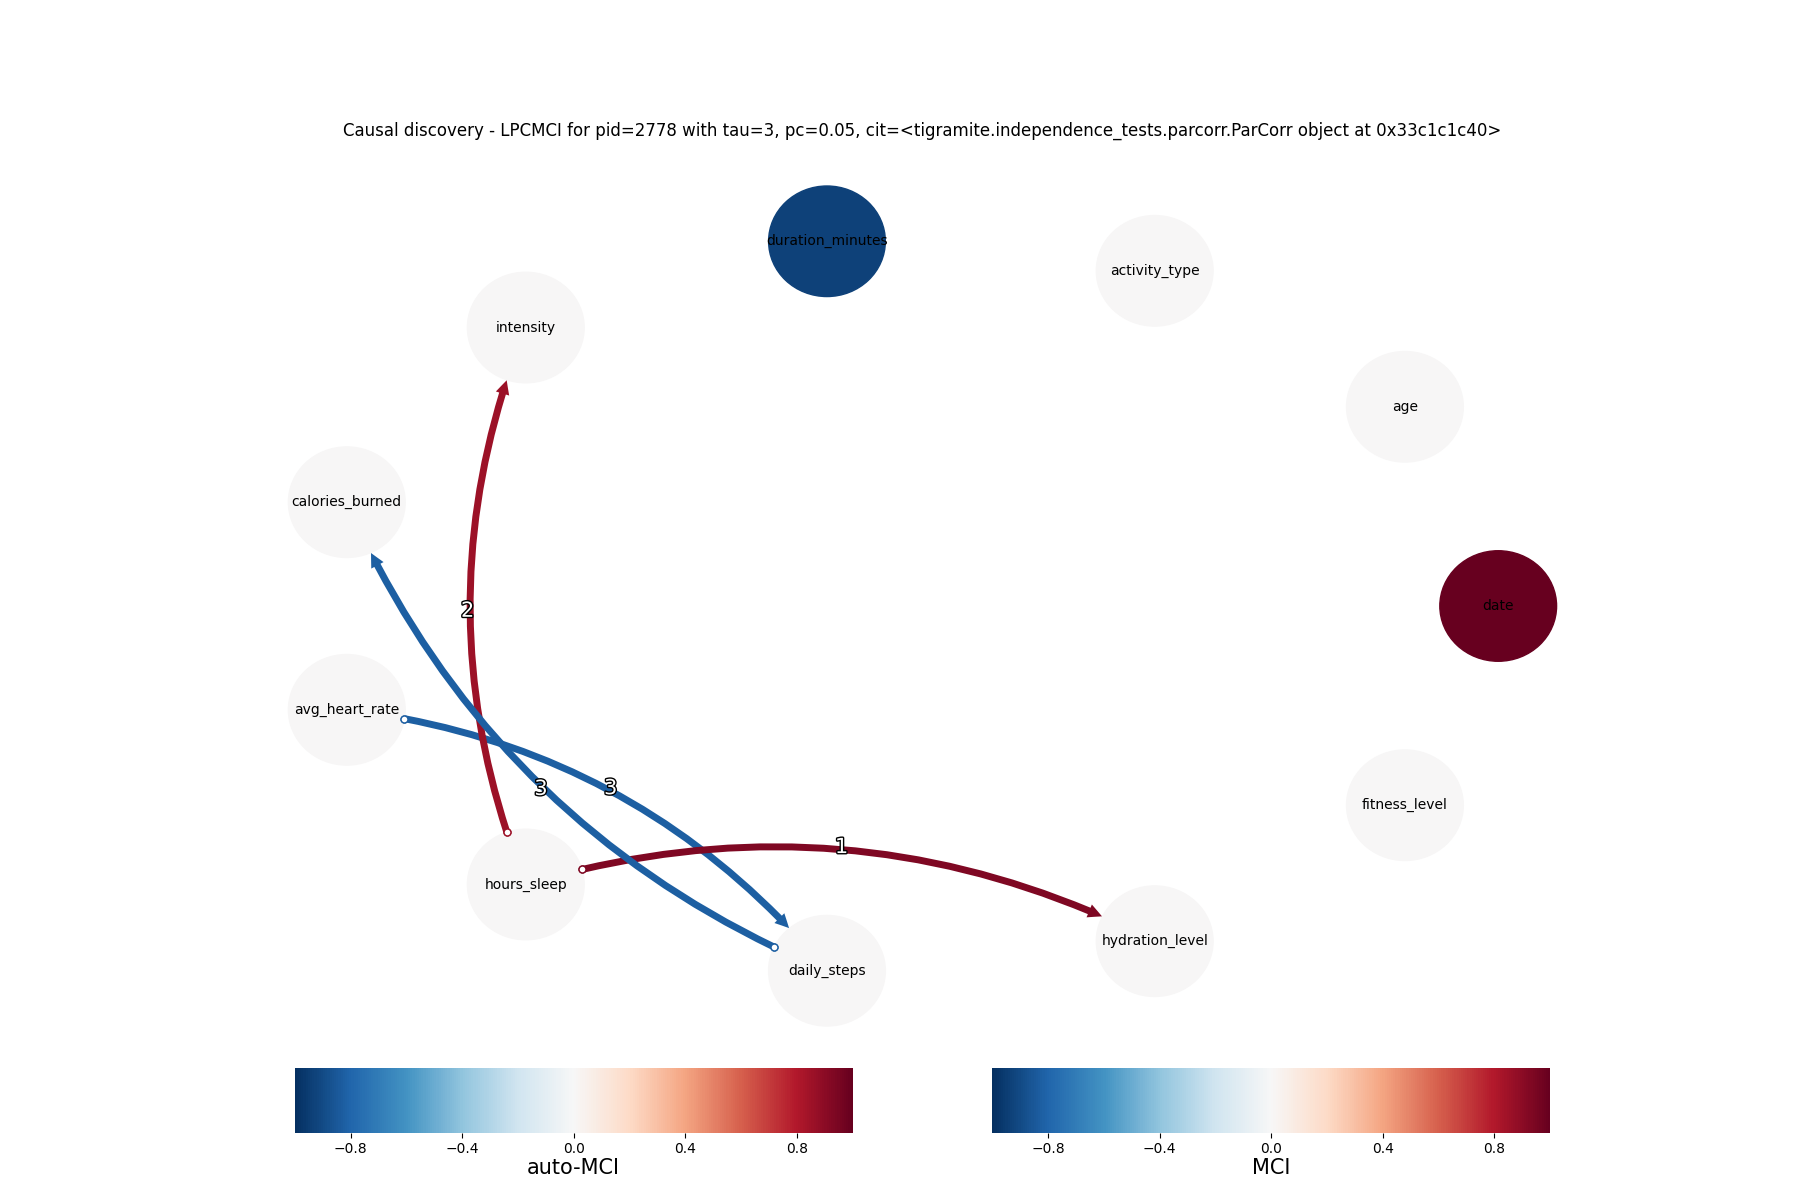 Causal discovery - LPCMCI for pid=2778 with tau=3, pc=0.05, cit=<tigramite.independence_tests.parcorr.ParCorr object at 0x33c1c1c40>
duration_minutes
activity_type
intensity
age
calories_burned
date
2
avg_heart_rate
3
3
fitness_level
1
hours_sleep
hydration_level
daily_steps
−0.8 −0.4 0.0 0.4 0.8
auto-MCI
−0.8 −0.4 0.0 0.4 0.8
MCI